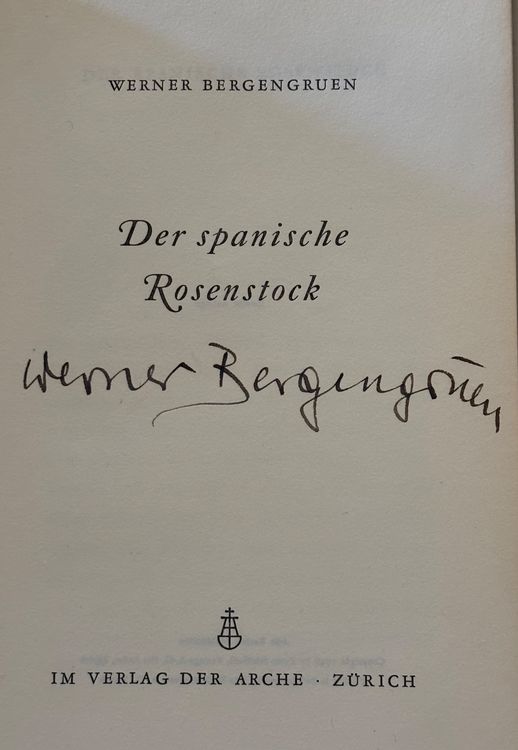 WERNER BERGENGRUEN
Der spanische
Rosenstock
Werner Bergengruen
IM VERLAG DER ARCHE · ZÜRICH